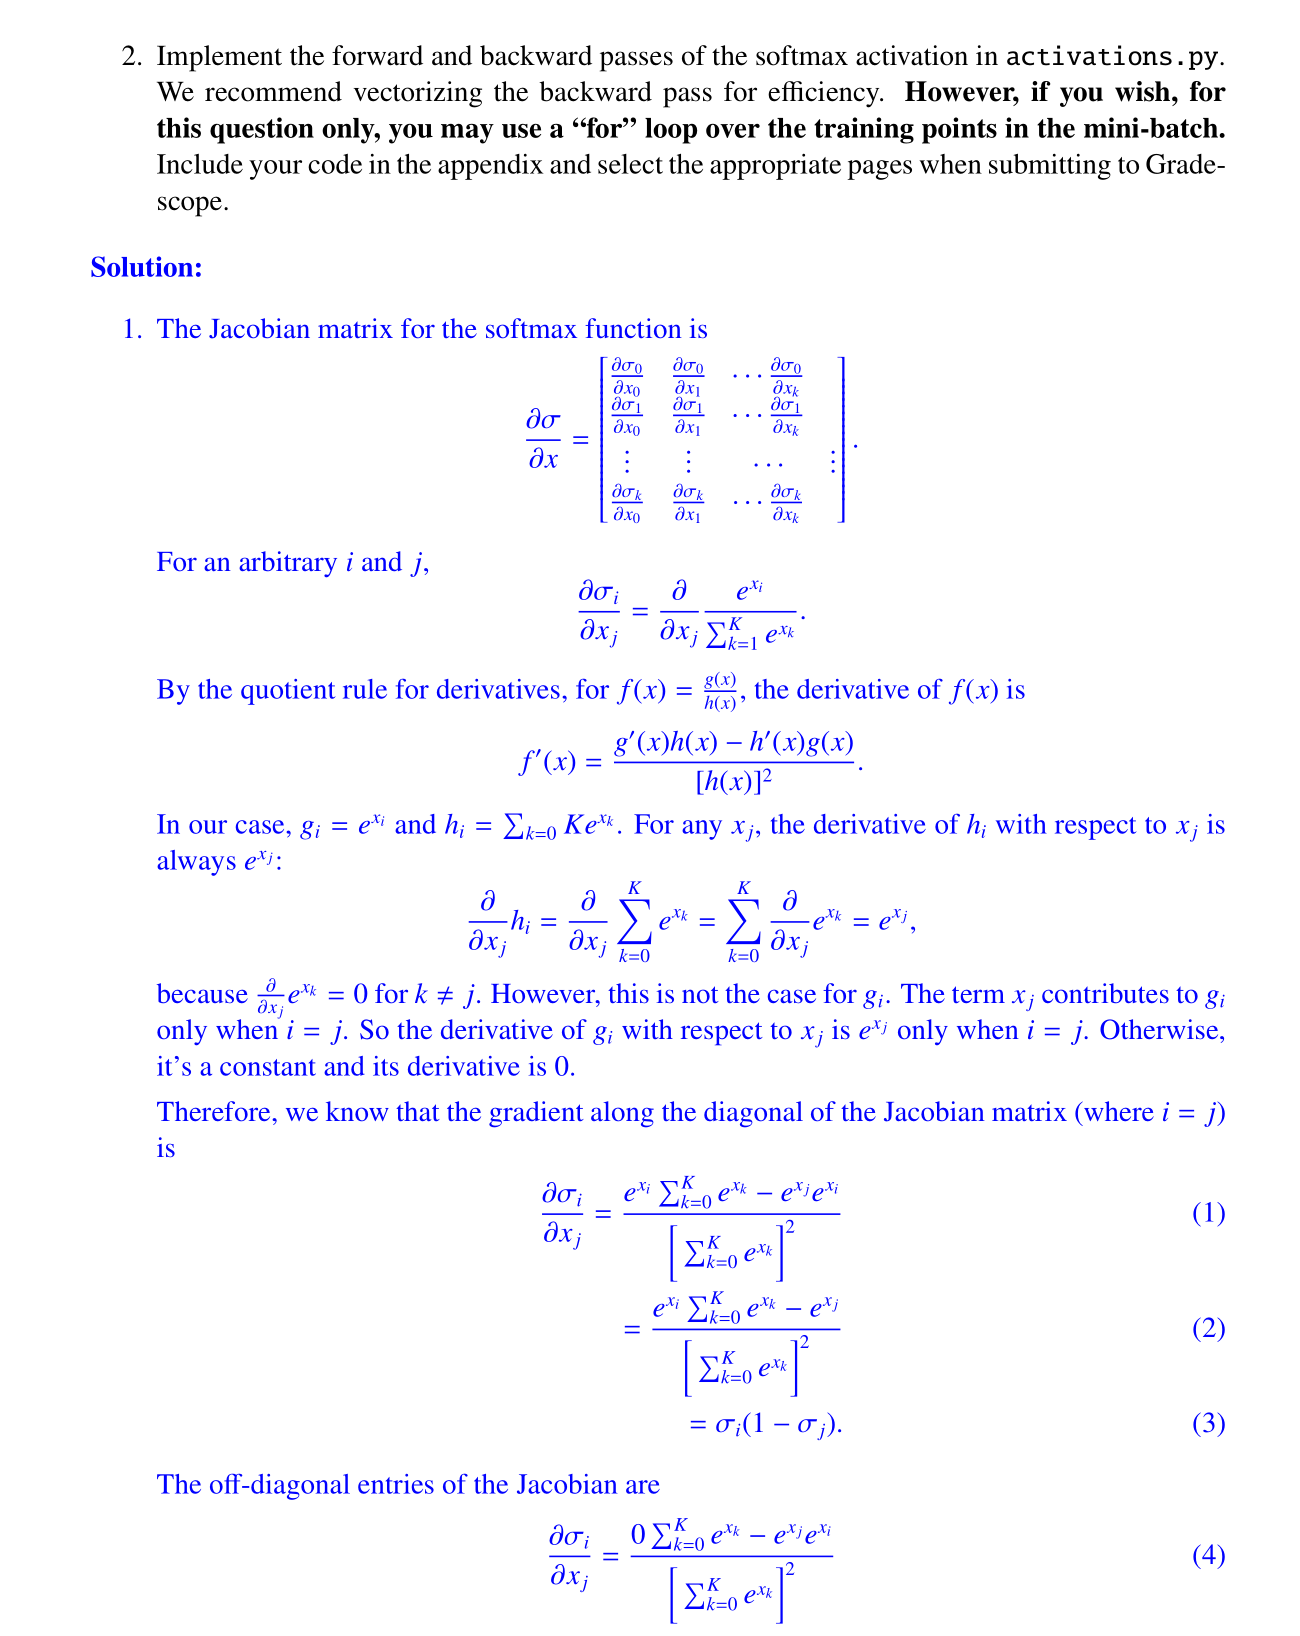 2. Implement the forward and backward passes of the softmax activation in activations.py.
We recommend vectorizing the backward pass for efficiency. However, if you wish, for
this question only, you may use a “for” loop over the training points in the mini-batch.
Include your code in the appendix and select the appropriate pages when submitting to Grade-
scope.
Solution:
1. The Jacobian matrix for the softmax function is
\frac{\partial \sigma}{\partial x} = \begin{bmatrix} \frac{\partial \sigma_0}{\partial x_0} & \frac{\partial \sigma_0}{\partial x_1} & \cdots \frac{\partial \sigma_0}{\partial x_k} \\ \frac{\partial \sigma_1}{\partial x_0} & \frac{\partial \sigma_1}{\partial x_1} & \cdots \frac{\partial \sigma_1}{\partial x_k} \\ \vdots & \vdots & \cdots & \vdots \\ \frac{\partial \sigma_k}{\partial x_0} & \frac{\partial \sigma_k}{\partial x_1} & \cdots \frac{\partial \sigma_k}{\partial x_k} \end{bmatrix}.
For an arbitrary i and j,
\frac{\partial \sigma_i}{\partial x_j} = \frac{\partial}{\partial x_j} \frac{e^{x_i}}{\sum_{k=1}^{K} e^{x_k}}.
By the quotient rule for derivatives, for f(x) = \frac{g(x)}{h(x)}, the derivative of f(x) is
f'(x) = \frac{g'(x)h(x) - h'(x)g(x)}{[h(x)]^2}.
In our case, g_i = e^{x_i} and h_i = \sum_{k=0} Ke^{x_k}. For any x_j, the derivative of h_i with respect to x_j is
always e^{x_j}:
\frac{\partial}{\partial x_j} h_i = \frac{\partial}{\partial x_j} \sum_{k=0}^{K} e^{x_k} = \sum_{k=0}^{K} \frac{\partial}{\partial x_j} e^{x_k} = e^{x_j},
because \frac{\partial}{\partial x_j} e^{x_k} = 0 for k ≠ j. However, this is not the case for g_i. The term x_j contributes to g_i
only when i = j. So the derivative of g_i with respect to x_j is e^{x_j} only when i = j. Otherwise,
it’s a constant and its derivative is 0.
Therefore, we know that the gradient along the diagonal of the Jacobian matrix (where i = j)
is
\frac{\partial \sigma_i}{\partial x_j} = \frac{e^{x_i} \sum_{k=0}^{K} e^{x_k} - e^{x_j} e^{x_i}}{\left[ \sum_{k=0}^{K} e^{x_k} \right]^2} (1)
= \frac{e^{x_i} \sum_{k=0}^{K} e^{x_k} - e^{x_j}}{\left[ \sum_{k=0}^{K} e^{x_k} \right]^2} (2)
= \sigma_i(1 - \sigma_j). (3)
The off-diagonal entries of the Jacobian are
\frac{\partial \sigma_i}{\partial x_j} = \frac{0 \sum_{k=0}^{K} e^{x_k} - e^{x_j} e^{x_i}}{\left[ \sum_{k=0}^{K} e^{x_k} \right]^2} (4)